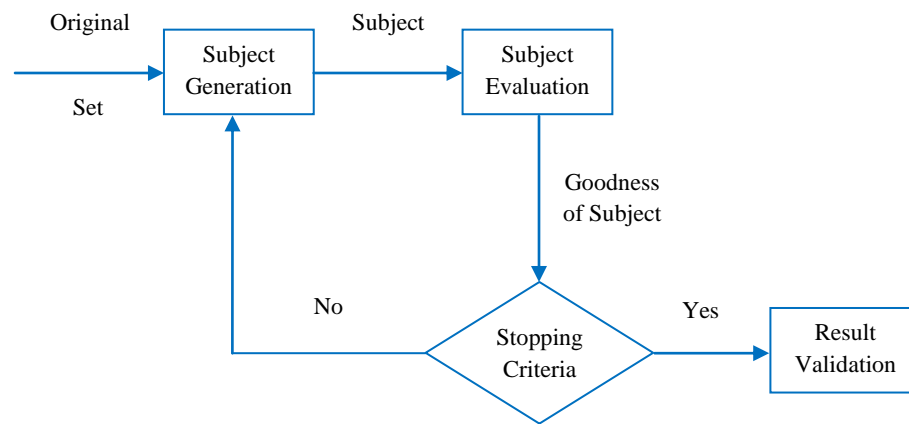 Original
Set
Subject
Generation
Subject
Subject
Evaluation
Goodness
of Subject
Stopping
Criteria
No
Yes
Result
Validation